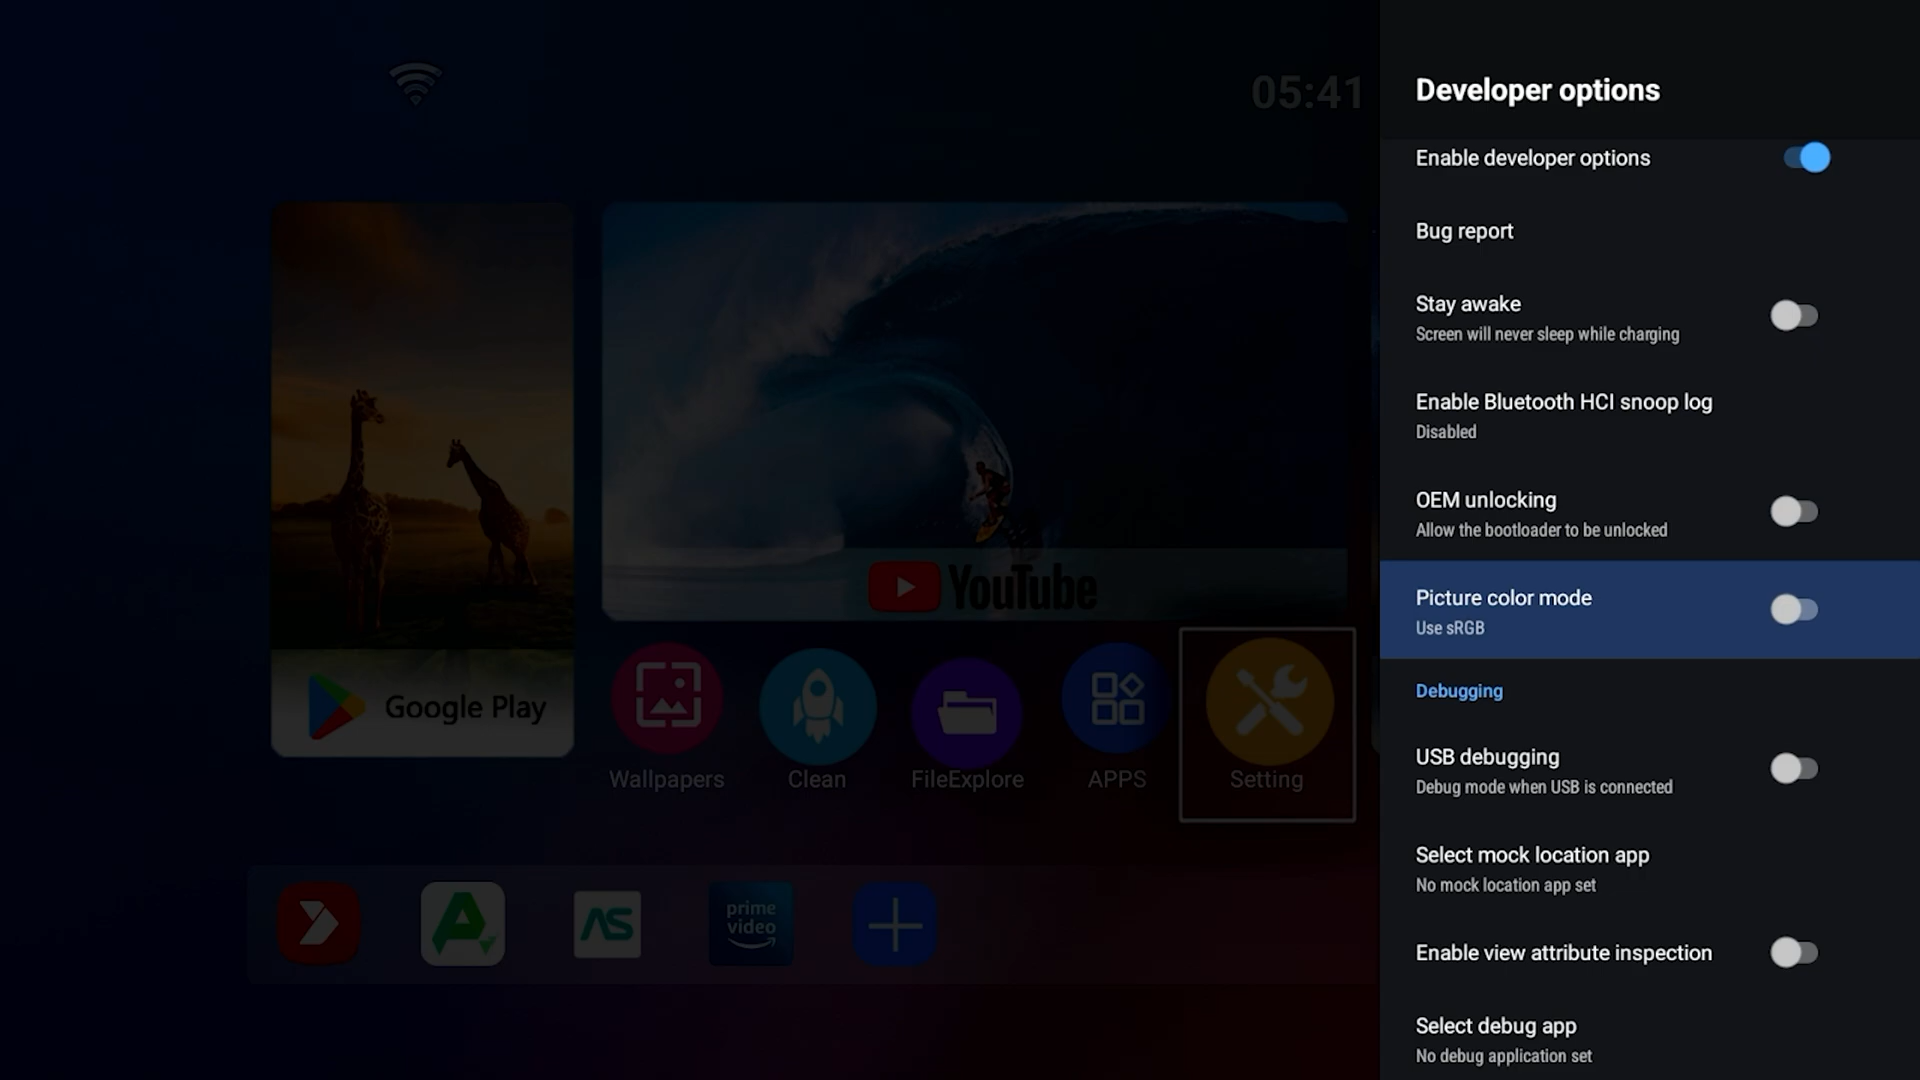 05:41
YouTube
Google Play
Wallpapers
Clean
FileExplore
APPS
Setting
AS
prime
video
Developer options
Enable developer options
Bug report
Stay awake
Screen will never sleep while charging
Enable Bluetooth HCI snoop log
Disabled
OEM unlocking
Allow the bootloader to be unlocked
Picture color mode
Use sRGB
Debugging
USB debugging
Debug mode when USB is connected
Select mock location app
No mock location app set
Enable view attribute inspection
Select debug app
No debug application set